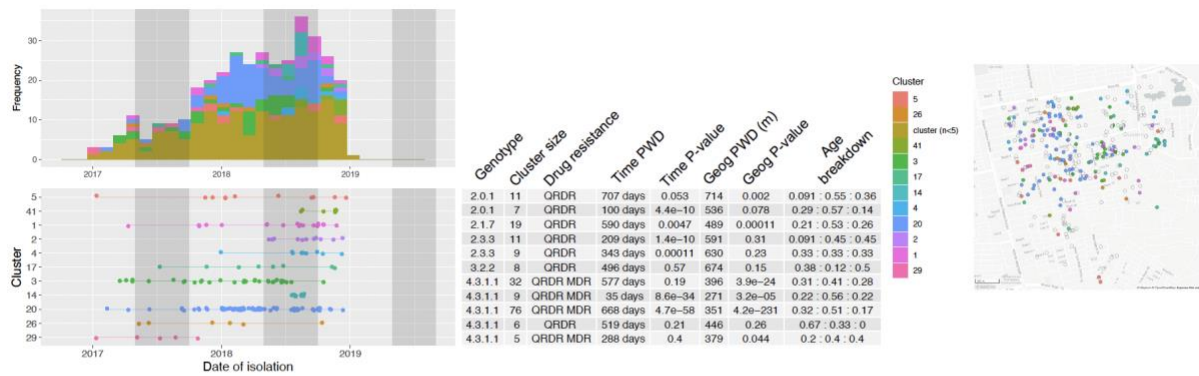 Frequency
30
20
10
0
2017 2018 2019
Cluster
5
41
1
2
4
17
3
14
20
26
29
2017 2018 2019
Date of isolation
Genotype Cluster size Drug resistance Time PWD Time P-value Geog PWD (m) Geog P-value Age breakdown
2.0.1 11 QRDR 707 days 0.053 714 0.002 0.091 : 0.55 : 0.36
2.0.1 7 QRDR 100 days 4.4e−10 536 0.078 0.29 : 0.57 : 0.14
2.1.7 19 QRDR 590 days 0.0047 489 0.00011 0.21 : 0.53 : 0.26
2.3.3 11 QRDR 209 days 1.4e−10 591 0.31 0.091 : 0.45 : 0.45
2.3.3 9 QRDR 343 days 0.00011 630 0.23 0.33 : 0.33 : 0.33
3.2.2 8 QRDR 496 days 0.57 674 0.15 0.38 : 0.12 : 0.5
4.3.1.1 32 QRDR MDR 577 days 0.19 396 3.9e−24 0.31 : 0.41 : 0.28
4.3.1.1 9 QRDR MDR 35 days 8.6e−34 271 3.2e−05 0.22 : 0.56 : 0.22
4.3.1.1 76 QRDR MDR 668 days 4.7e−58 351 4.2e−231 0.32 : 0.51 : 0.17
4.3.1.1 6 QRDR 519 days 0.21 446 0.26 0.67 : 0.33 : 0
4.3.1.1 5 QRDR MDR 288 days 0.4 379 0.044 0.2 : 0.4 : 0.4
Cluster
5
26
cluster (n<5)
41
3
17
14
4
20
2
1
29